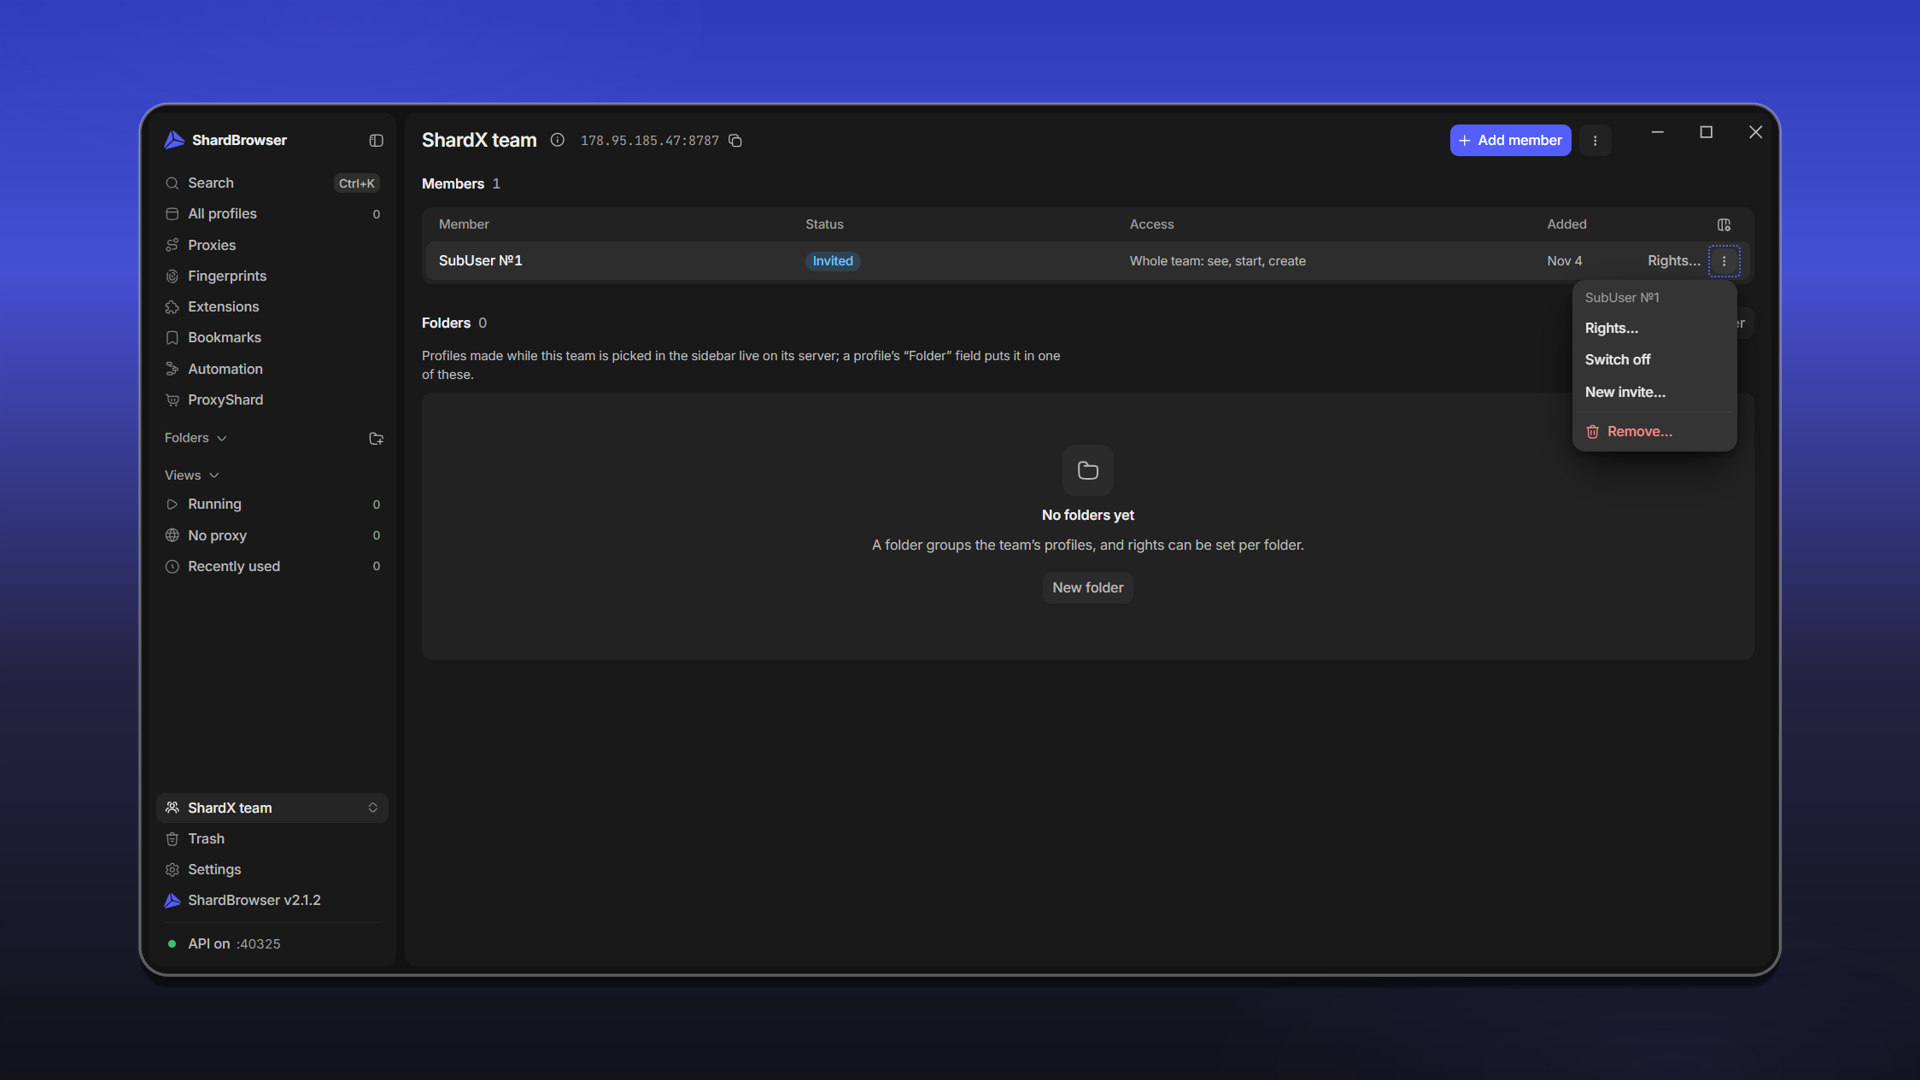 ShardBrowser
Search Ctrl+K
All profiles 0
Proxies
Fingerprints
Extensions
Bookmarks
Automation
ProxyShard
Folders
Views
Running 0
No proxy 0
Recently used 0
ShardX team
Trash
Settings
ShardBrowser v2.1.2
API on :40325
ShardX team 178.95.185.47:8787
+ Add member
Members 1
Member Status Access Added
SubUser №1 Invited Whole team: see, start, create Nov 4 Rights...
SubUser №1
Rights...
Switch off
New invite...
Remove...
Folders 0
Profiles made while this team is picked in the sidebar live on its server; a profile’s “Folder” field puts it in one
of these.
No folders yet
A folder groups the team’s profiles, and rights can be set per folder.
New folder